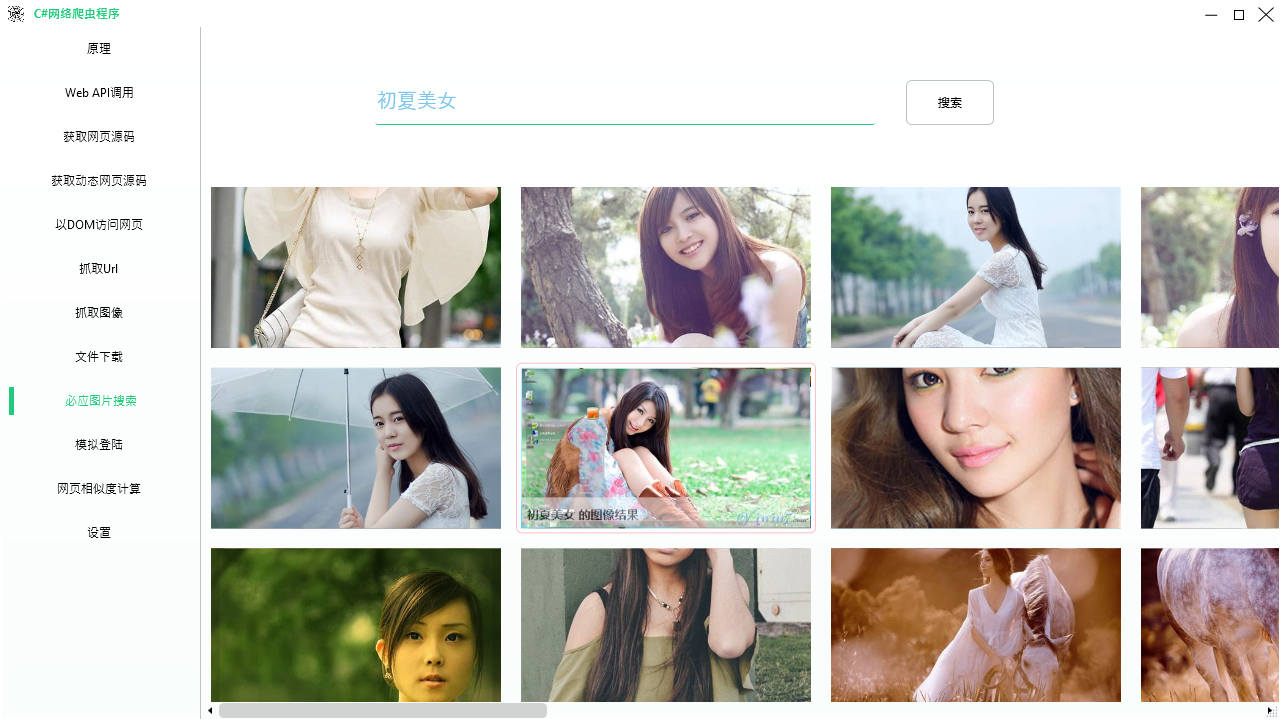 C#网络爬虫程序
原理
Web API调用
获取网页源码
获取动态网页源码
以DOM访问网页
抓取Url
抓取图像
文件下载
必应图片搜索
模拟登陆
网页相似度计算
设置
初夏美女
搜索
初夏美女 的图像结果